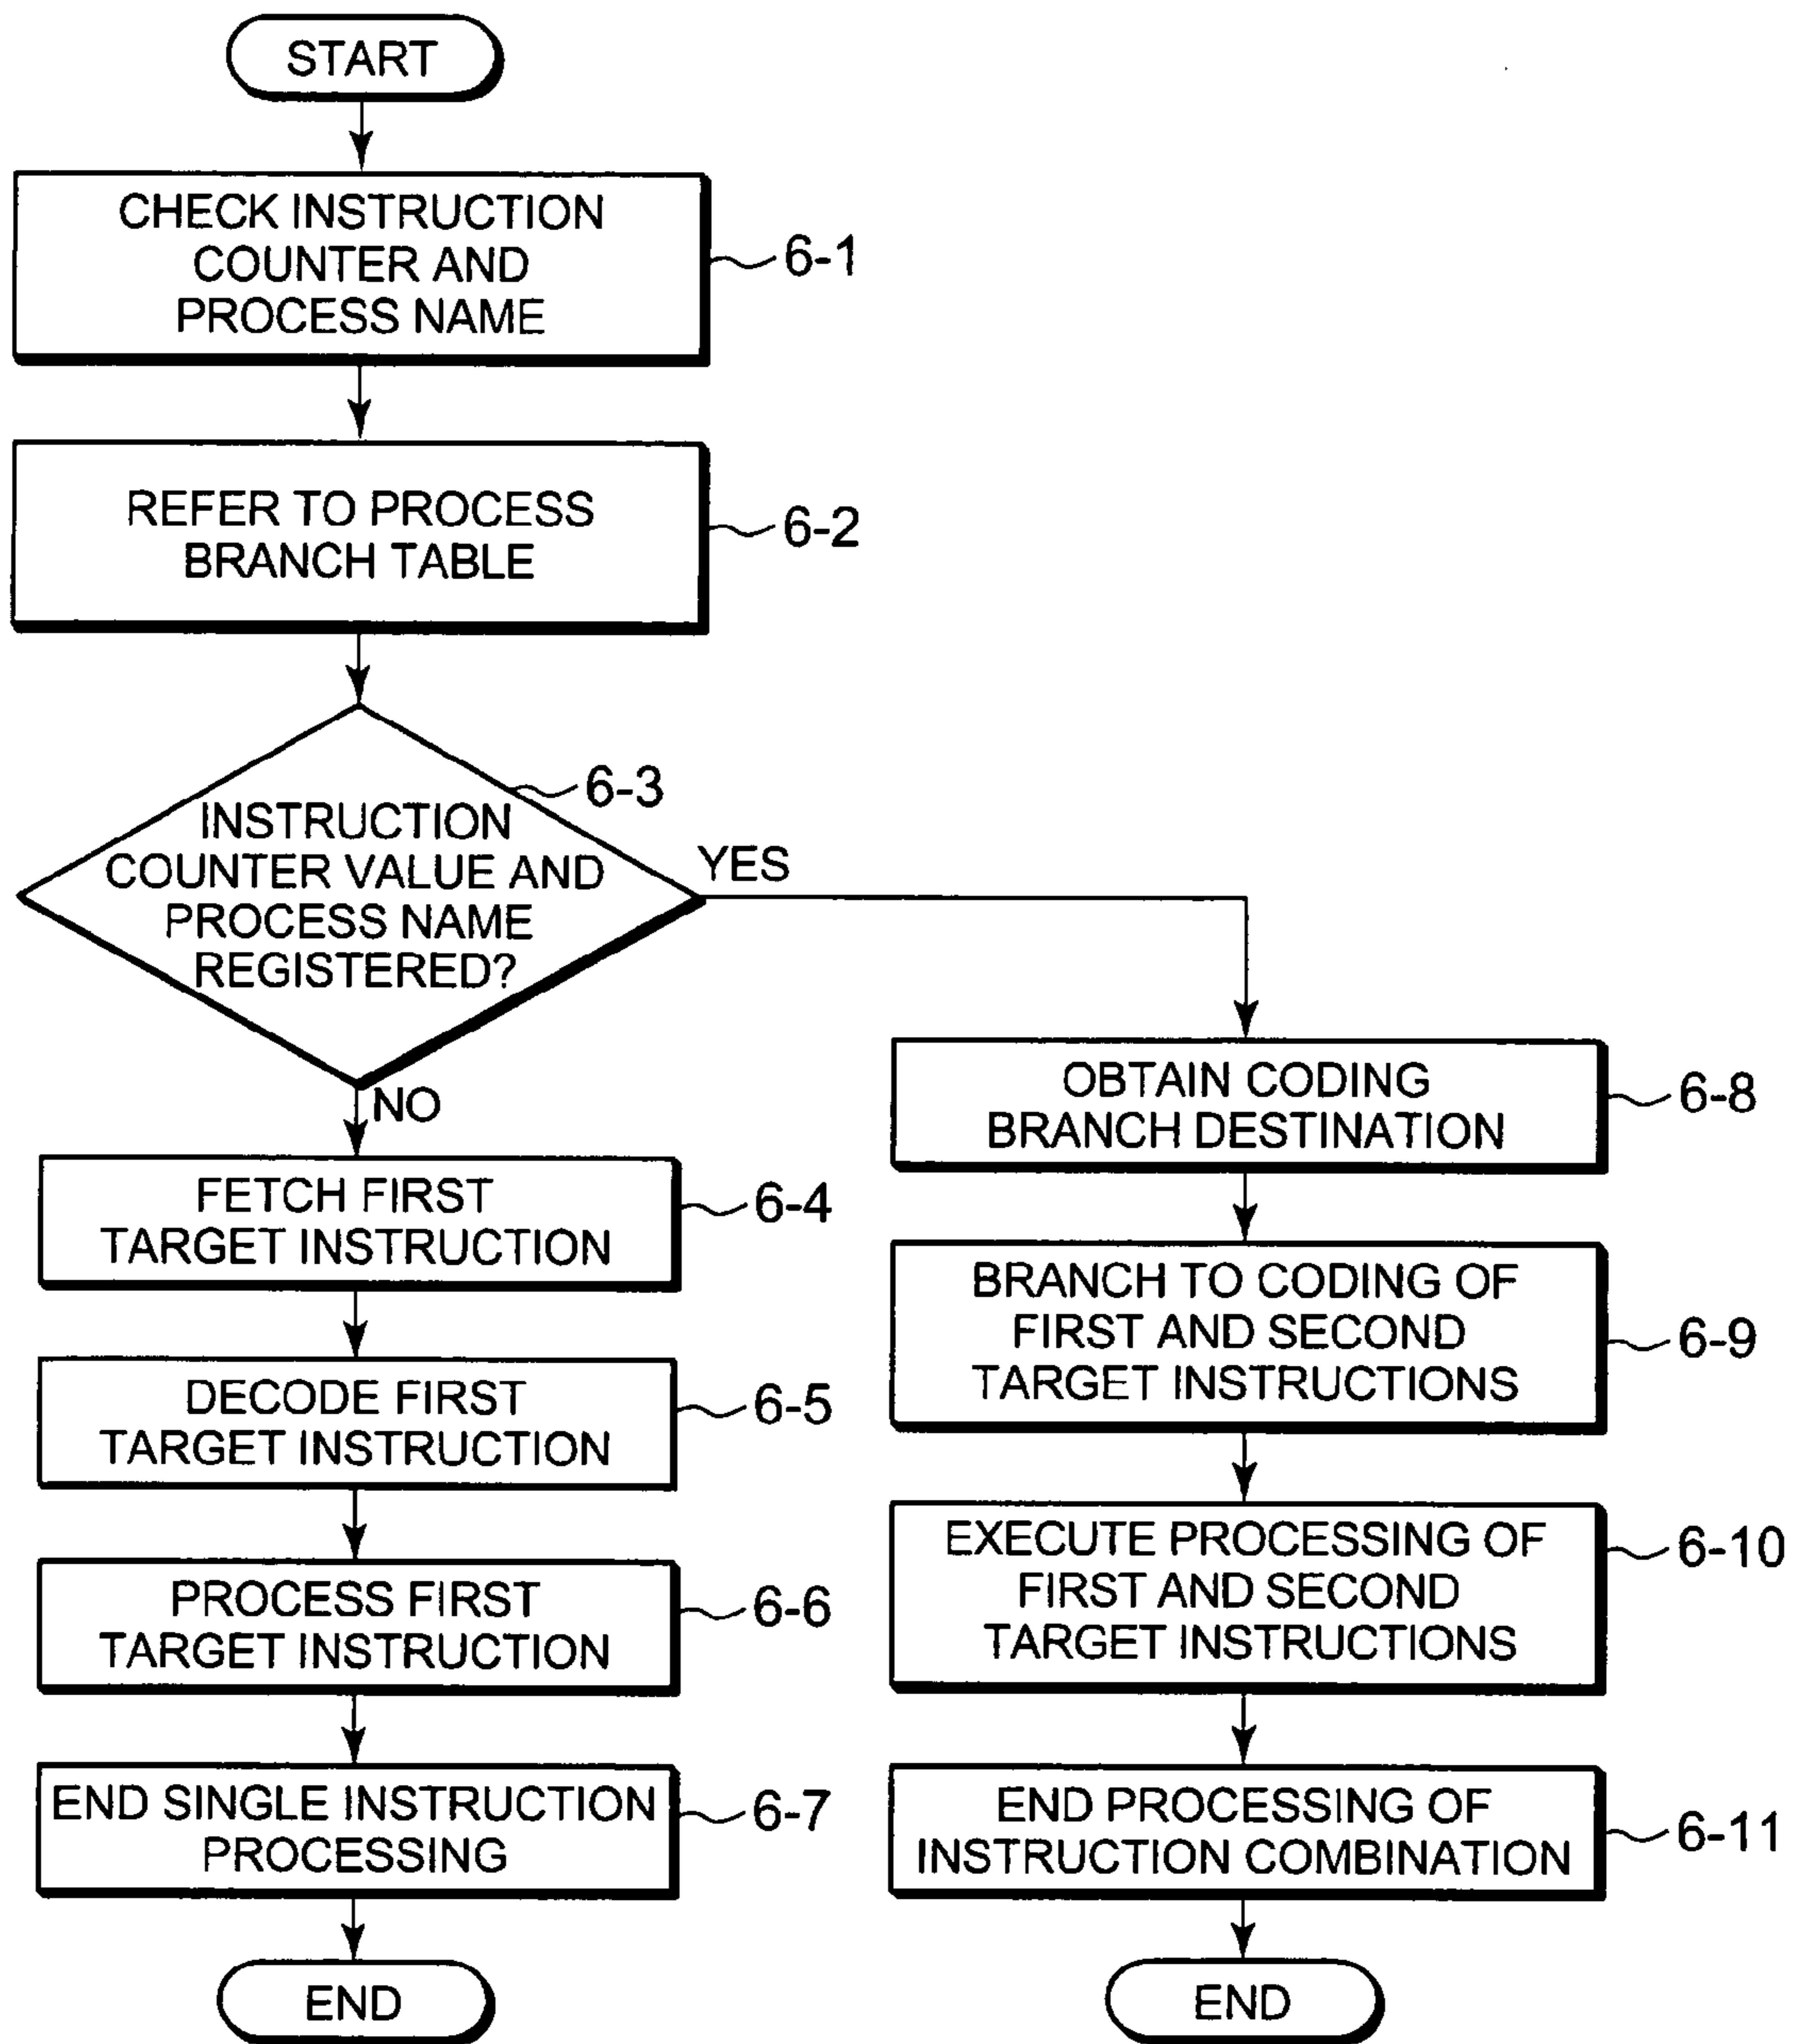 START
CHECK INSTRUCTION
COUNTER AND
PROCESS NAME
6-1
REFER TO PROCESS
BRANCH TABLE
6-2
6-3
INSTRUCTION
COUNTER VALUE AND
PROCESS NAME
REGISTERED?
YES
NO
FETCH FIRST
TARGET INSTRUCTION
6-4
DECODE FIRST
TARGET INSTRUCTION
6-5
PROCESS FIRST
TARGET INSTRUCTION
6-6
END SINGLE INSTRUCTION
PROCESSING
6-7
END
OBTAIN CODING
BRANCH DESTINATION
6-8
BRANCH TO CODING OF
FIRST AND SECOND
TARGET INSTRUCTIONS
6-9
EXECUTE PROCESSING OF
FIRST AND SECOND
TARGET INSTRUCTIONS
6-10
END PROCESSING OF
INSTRUCTION COMBINATION
6-11
END